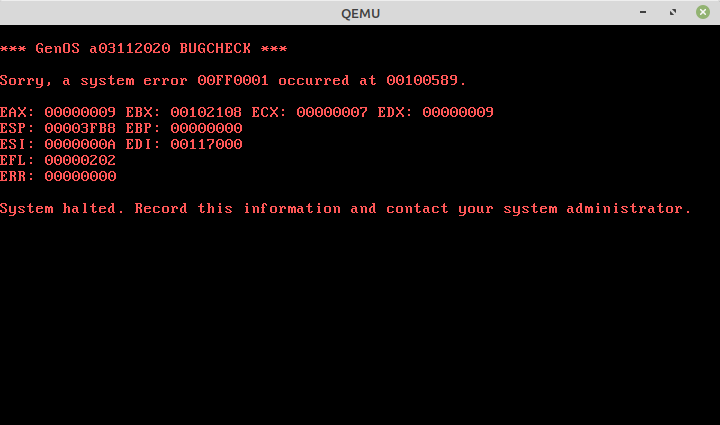 QEMU
*** GenOS a03112020 BUGCHECK ***
Sorry, a system error 00FF0001 occurred at 00100589.
EAX: 00000009 EBX: 00102108 ECX: 00000007 EDX: 00000009
ESP: 00003FB8 EBP: 00000000
ESI: 0000000A EDI: 00117000
EFL: 00000202
ERR: 00000000
System halted. Record this information and contact your system administrator.